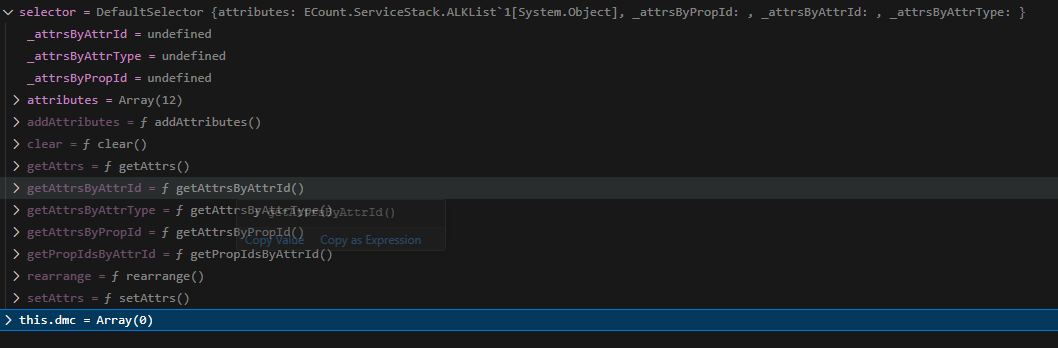 selector = DefaultSelector {attributes: ECount.ServiceStack.ALKList`1[System.Object], _attrsByPropId: , _attrsByAttrId: , _attrsByAttrType: }
_attrsByAttrId = undefined
_attrsByAttrType = undefined
_attrsByPropId = undefined
attributes = Array(12)
addAttributes = ƒ addAttributes()
clear = ƒ clear()
getAttrs = ƒ getAttrs()
getAttrsByAttrId = ƒ getAttrsByAttrId()
getAttrsByAttrType = ƒ getAttrsByAttrType()
getAttrsByAttrId()
getAttrsByPropId = ƒ getAttrsByPropId()
Copy Value Copy as Expression
getPropIdsByAttrId = ƒ getPropIdsByAttrId()
rearrange = ƒ rearrange()
setAttrs = ƒ setAttrs()
this.dmc = Array(0)